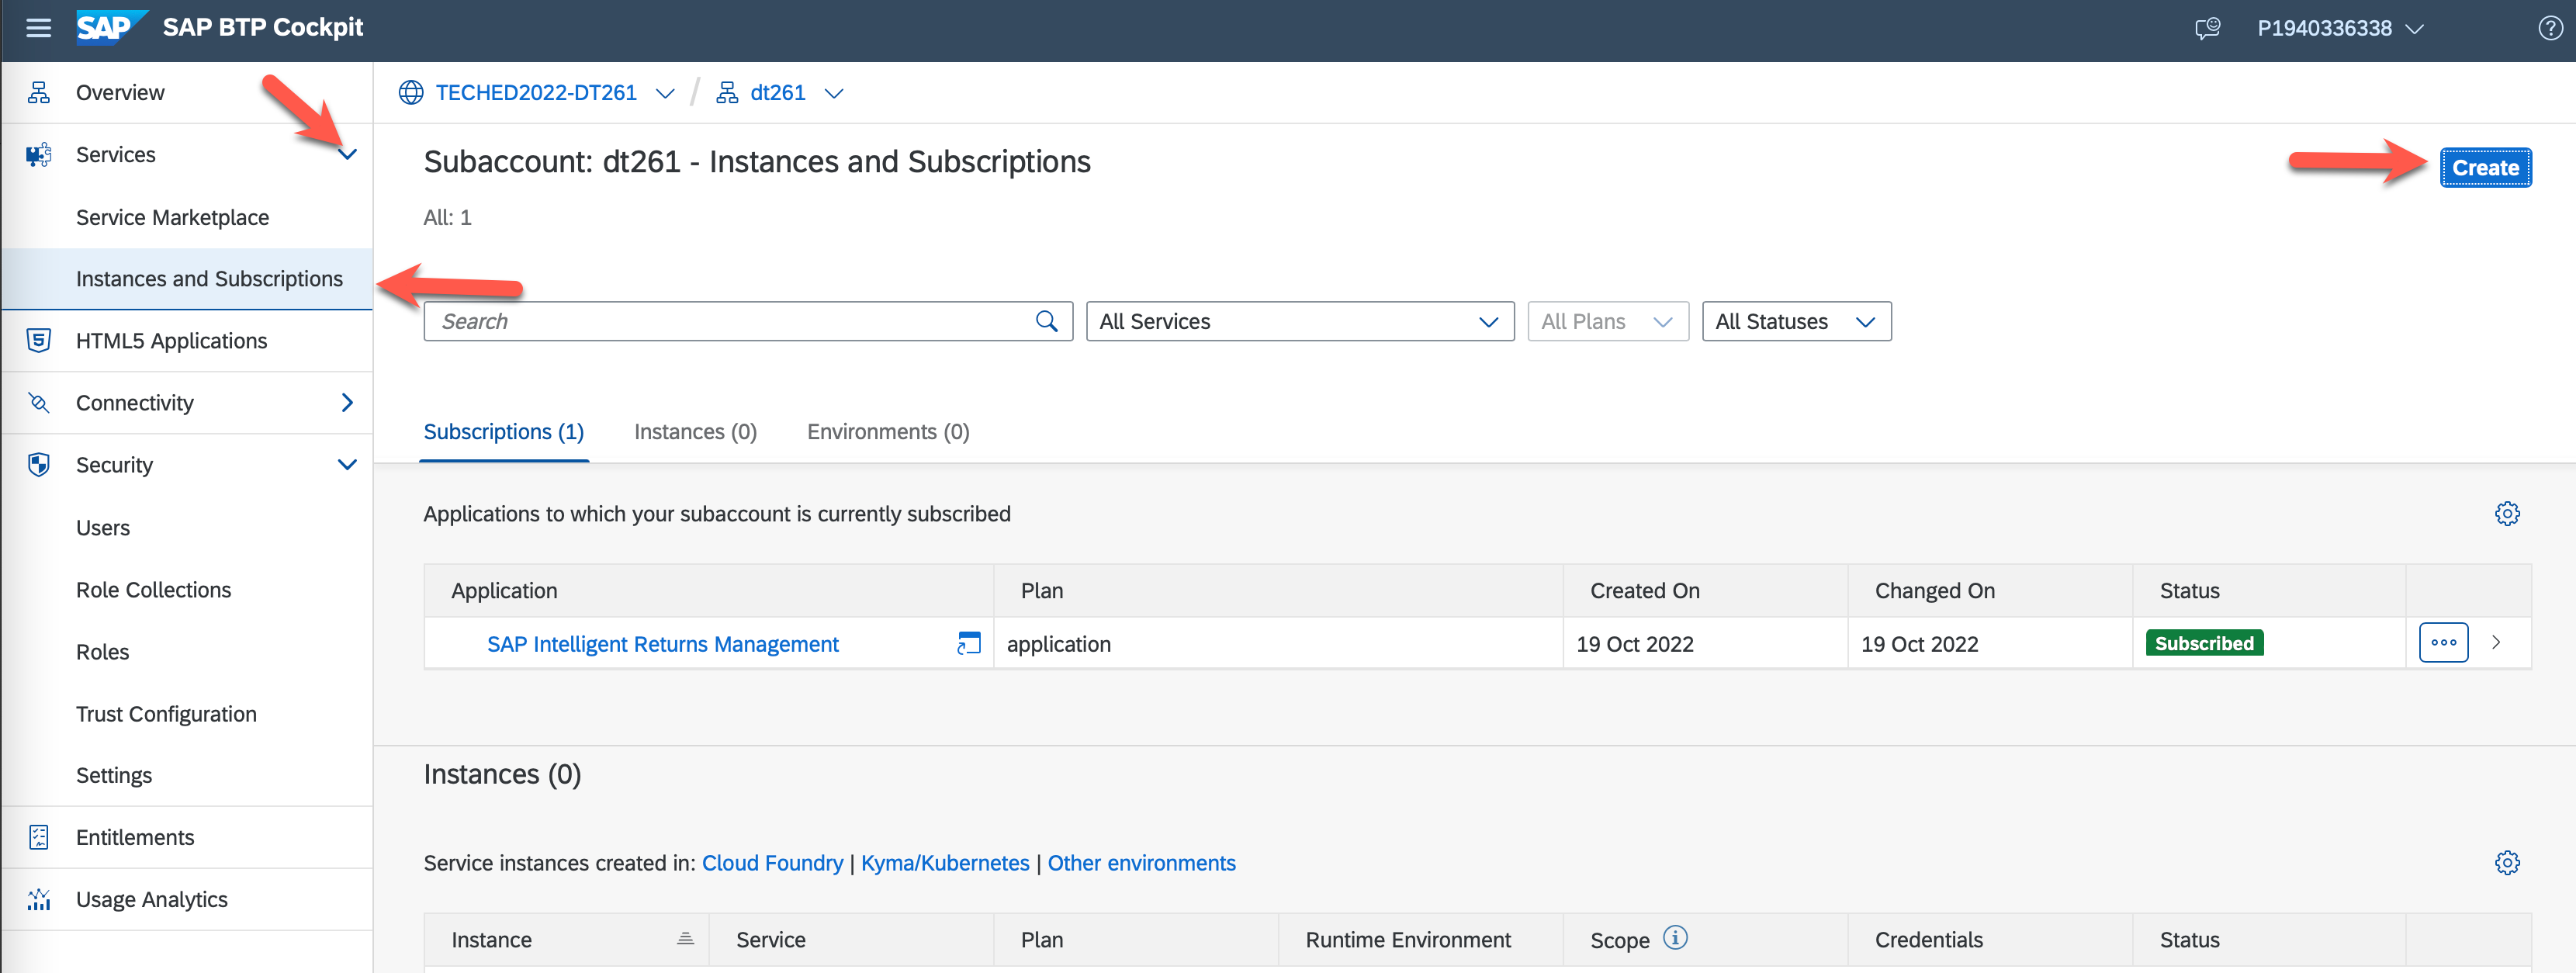 SAP SAP BTP Cockpit
P1940336338
Overview
Services
Service Marketplace
Instances and Subscriptions
HTML5 Applications
Connectivity
Security
Users
Role Collections
Roles
Trust Configuration
Settings
Entitlements
Usage Analytics
TECHED2022-DT261 / dt261
Subaccount: dt261 - Instances and Subscriptions
Create
All: 1
Search
All Services
All Plans
All Statuses
Subscriptions (1) Instances (0) Environments (0)
Applications to which your subaccount is currently subscribed
Application Plan Created On Changed On Status
SAP Intelligent Returns Management application 19 Oct 2022 19 Oct 2022 Subscribed
Instances (0)
Service instances created in: Cloud Foundry | Kyma/Kubernetes | Other environments
Instance Service Plan Runtime Environment Scope Credentials Status